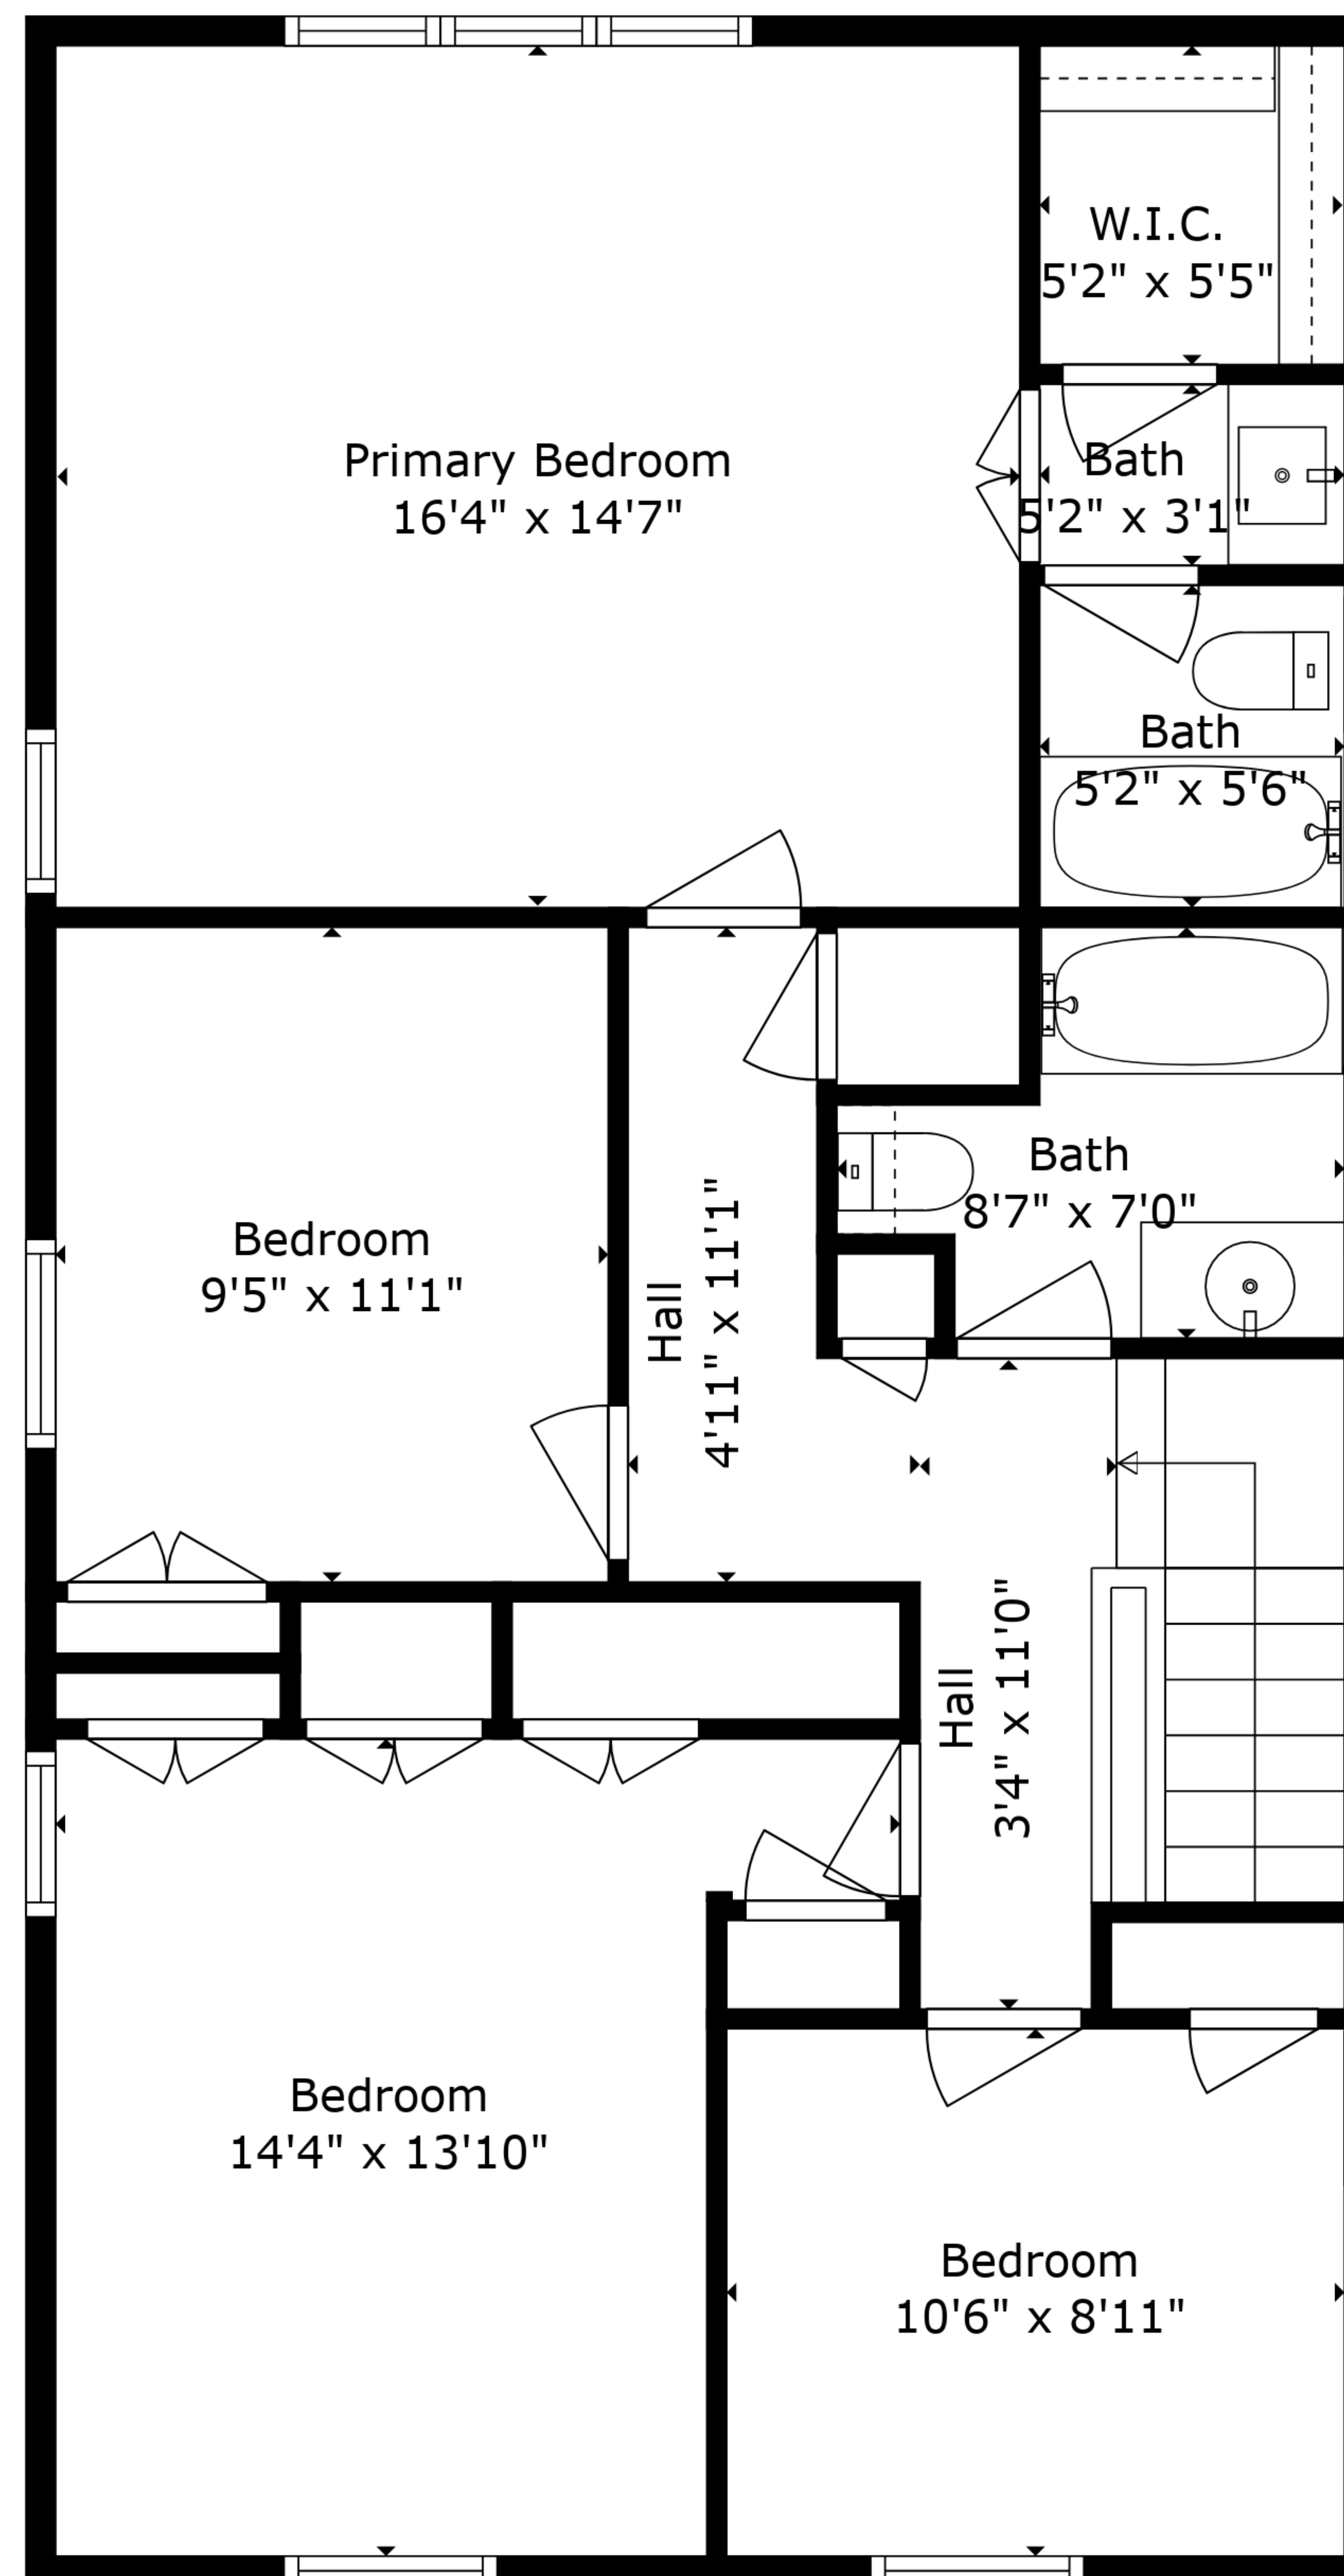 W.I.C.
5'2" x 5'5"
Primary Bedroom
16'4" x 14'7"
Bath
5'2" x 3'1"
Bath
5'2" x 5'6"
Bath
8'7" x 7'0"
Bedroom
9'5" x 11'1"
Hall
4'11" x 11'1"
Hall
3'4" x 11'0"
Bedroom
14'4" x 13'10"
Bedroom
10'6" x 8'11"